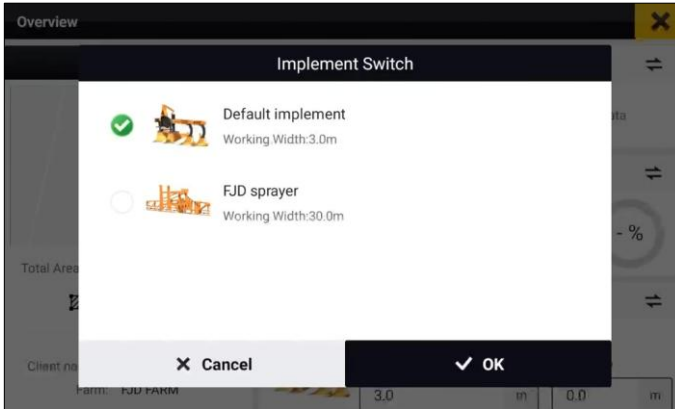 Overview
Implement Switch
Default implement
Working Width:3.0m
ata
FJD sprayer
Working Width:30.0m
- %
Total Area
Client na
Farm: FJD FARM
Cancel
OK
3.0 m
0.0 m